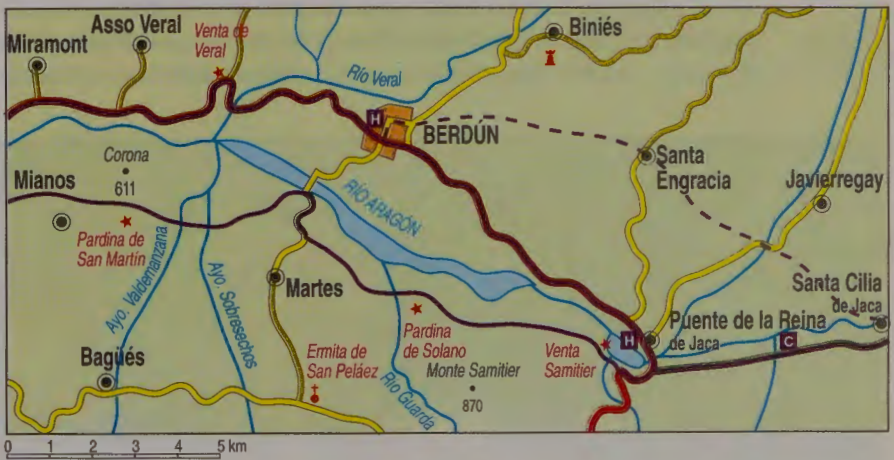 Asso Veral
Miramont
Venta de
Veral
Biniés
Río Veral
H
BERDÚN
Corona
611
Mianos
Santa
Engracia
Javierregay
RÍO ARAGÓN
Pardina de
San Martín
Ayo. Valdemanzana
Ayo. Sobresechos
Martes
Santa Cilia
de Jaca
Pardina
de Solano
H
Puente de la Reina
de Jaca
C
Venta
Samitier
Bagüés
Ermita de
San Peláez
Monte Samitier
870
Río Guarda
0 1 2 3 4 5 km